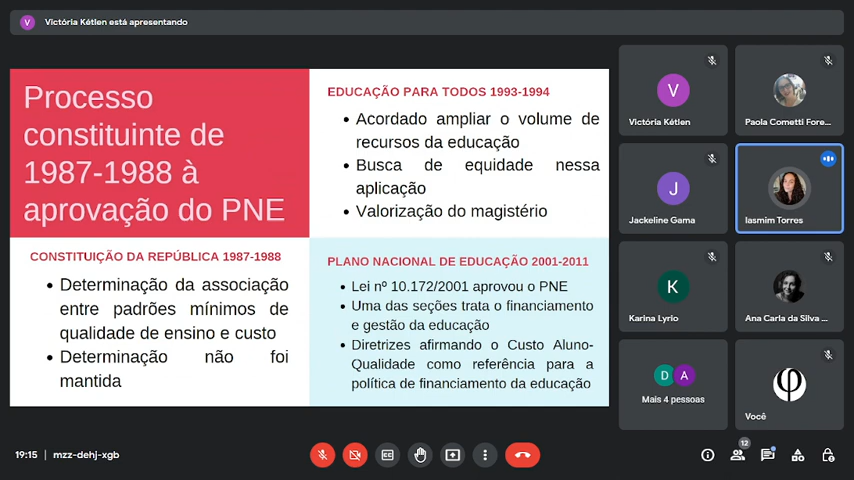 V
Victória Kétlen está apresentando
Processo
constituinte de
1987-1988 à
aprovação do PNE
EDUCAÇÃO PARA TODOS 1993-1994
• Acordado ampliar o volume de
recursos da educação
• Busca de equidade nessa
aplicação
• Valorização do magistério
CONSTITUIÇÃO DA REPÚBLICA 1987-1988
• Determinação da associação
entre padrões mínimos de
qualidade de ensino e custo
• Determinação não foi
mantida
PLANO NACIONAL DE EDUCAÇÃO 2001-2011
• Lei nº 10.172/2001 aprovou o PNE
• Uma das seções trata o financiamento
e gestão da educação
• Diretrizes afirmando o Custo Aluno-
Qualidade como referência para a
política de financiamento da educação
V
Victória Kétlen
Paola Cometti Fore...
J
Jackeline Gama
Iasmim Torres
K
Karina Lyrio
Ana Carla da Silva ...
D A
Mais 4 pessoas
φ
Você
19:15 | mzz-dehj-xgb
CC
12